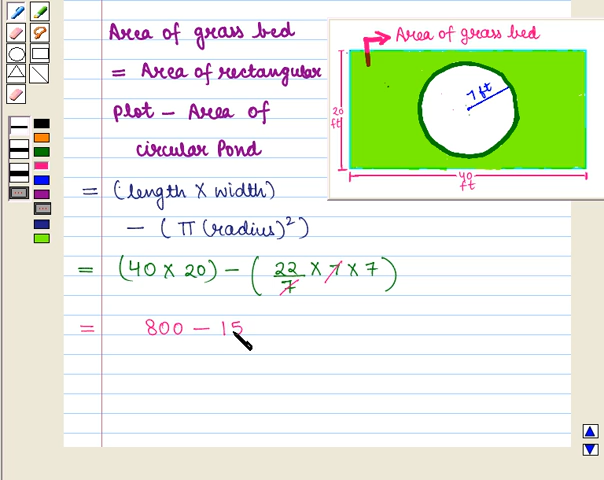 Area of grass bed
= Area of rectangular
plot – Area of
circular Pond
= (length × width)
– (π (radius)²)
= (40 × 20) – (22/7 × 7 × 7)
= 800 – 15
Area of grass bed
7 ft
20
ft
40
ft